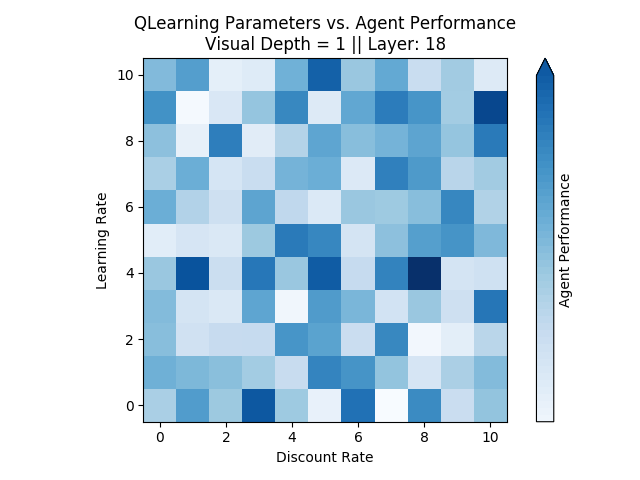 QLearning Parameters vs. Agent Performance
Visual Depth = 1 || Layer: 18
Learning Rate
10
8
6
4
2
0
0 2 4 6 8 10
Discount Rate
Agent Performance